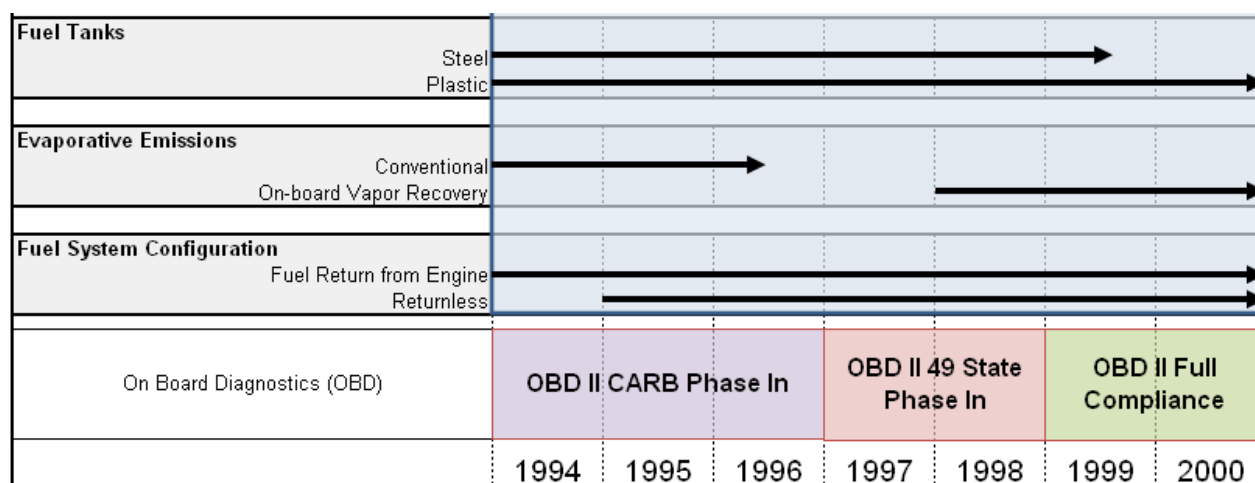 Fuel Tanks
Steel
Plastic
Evaporative Emissions
Conventional
On-board Vapor Recovery
Fuel System Configuration
Fuel Return from Engine
Returnless
On Board Diagnostics (OBD)
OBD II CARB Phase In
OBD II 49 State
Phase In
OBD II Full
Compliance
1994 1995 1996 1997 1998 1999 2000